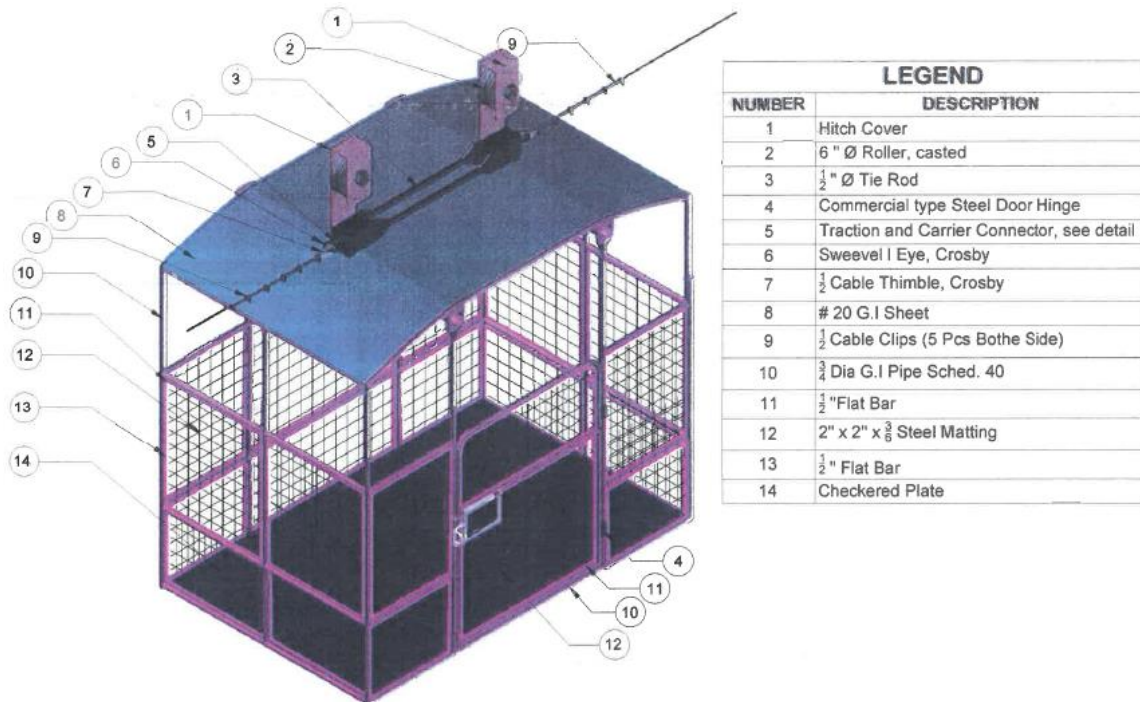 1
2
9
3
1
5
6
7
8
9
10
11
12
13
14
4
11
10
12
LEGEND
NUMBER DESCRIPTION
1 Hitch Cover
2 6 " Ø Roller, casted
3 1/2 " Ø Tie Rod
4 Commercial type Steel Door Hinge
5 Traction and Carrier Connector, see detail
6 Sweevel I Eye, Crosby
7 1/2 Cable Thimble, Crosby
8 # 20 G.I Sheet
9 1/2 Cable Clips (5 Pcs Bothe Side)
10 3/4 Dia G.I Pipe Sched. 40
11 1/2 "Flat Bar
12 2" x 2" x 3/6 Steel Matting
13 1/2 " Flat Bar
14 Checkered Plate